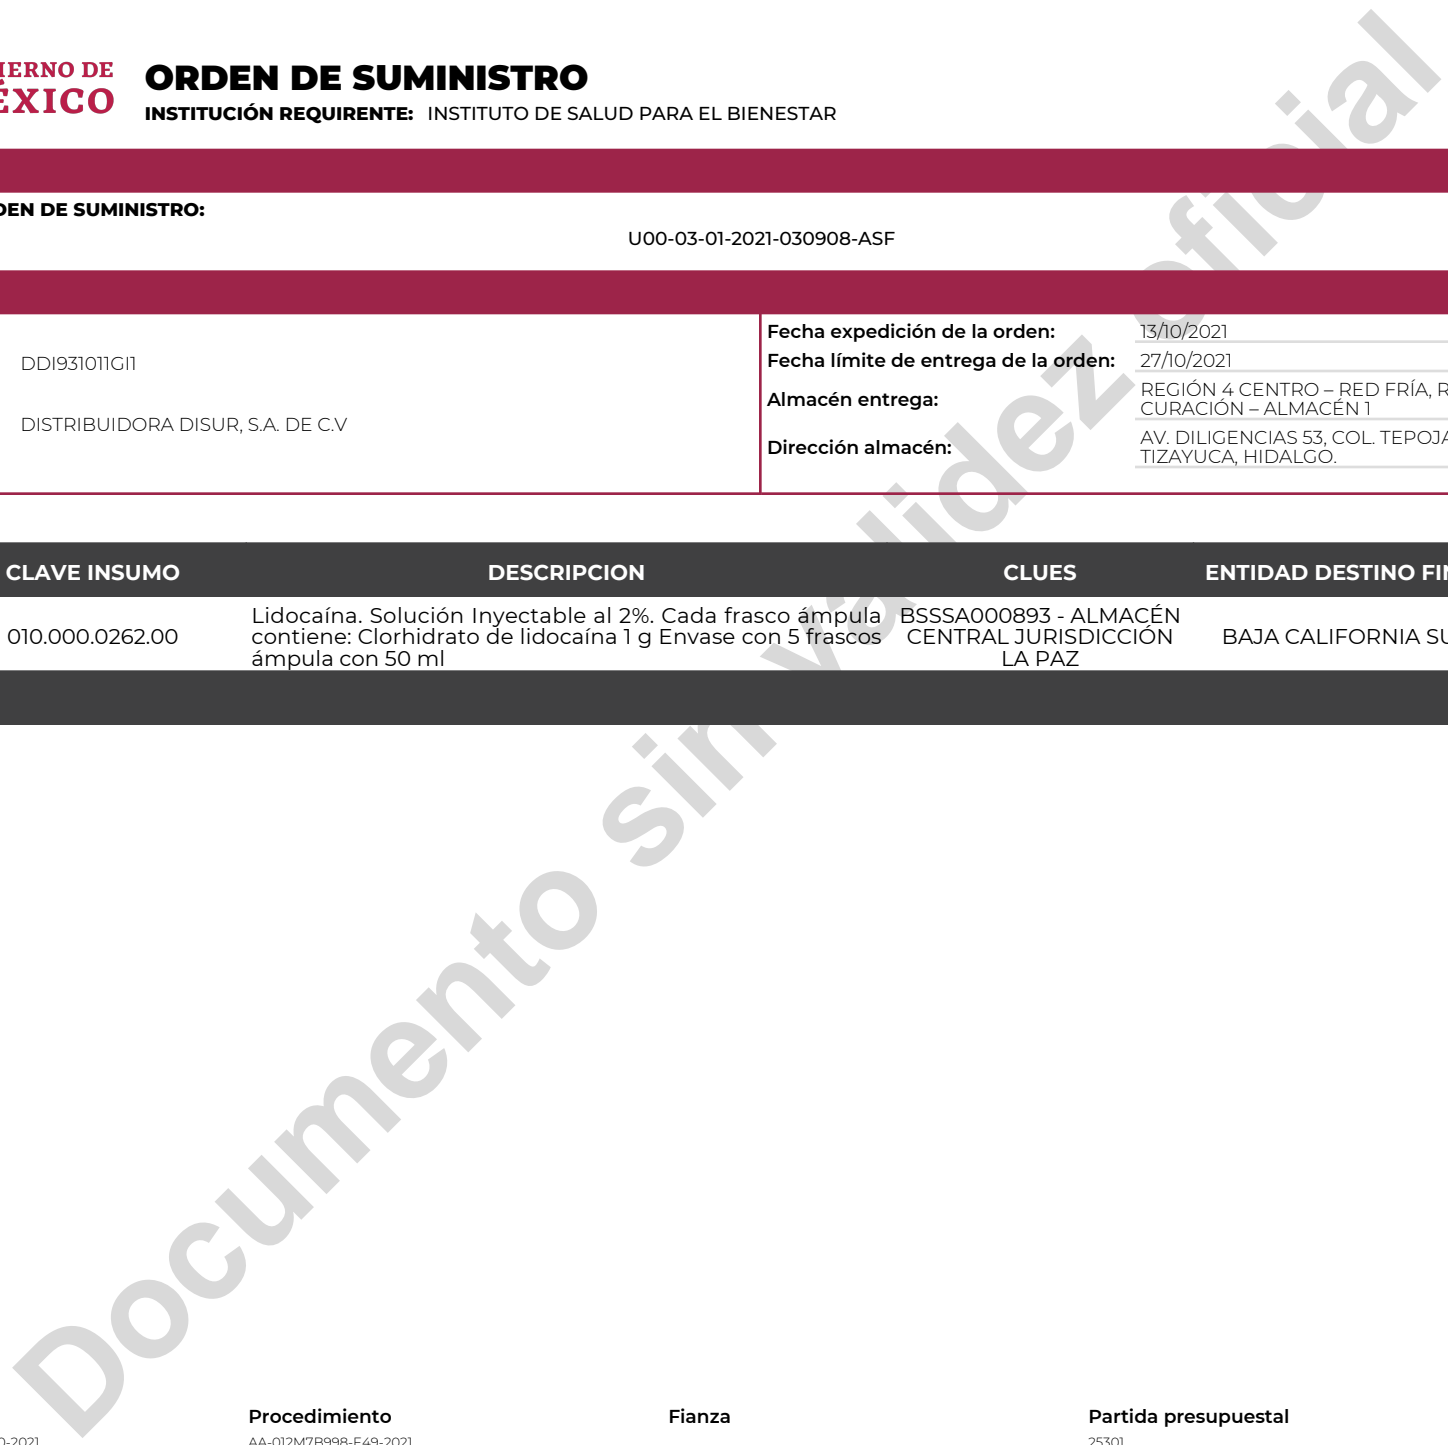 IERNO DE
ÉXICO
ORDEN DE SUMINISTRO
INSTITUCIÓN REQUIRENTE: INSTITUTO DE SALUD PARA EL BIENESTAR
DEN DE SUMINISTRO:
U00-03-01-2021-030908-ASF
DDI931011GI1
DISTRIBUIDORA DISUR, S.A. DE C.V
Fecha expedición de la orden: 13/10/2021
Fecha límite de entrega de la orden: 27/10/2021
Almacén entrega: REGIÓN 4 CENTRO – RED FRÍA, R
CURACIÓN – ALMACÉN 1
Dirección almacén: AV. DILIGENCIAS 53, COL. TEPOJA
TIZAYUCA, HIDALGO.
CLAVE INSUMO DESCRIPCION CLUES ENTIDAD DESTINO FIN
010.000.0262.00
Lidocaína. Solución Inyectable al 2%. Cada frasco ámpula
contiene: Clorhidrato de lidocaína 1 g Envase con 5 frascos
ámpula con 50 ml
BSSSA000893 - ALMACÉN
CENTRAL JURISDICCIÓN
LA PAZ
BAJA CALIFORNIA SU
Documento sin validez oficial
Procedimiento Fianza Partida presupuestal
0-2021 AA-012M7B998-E49-2021 25301